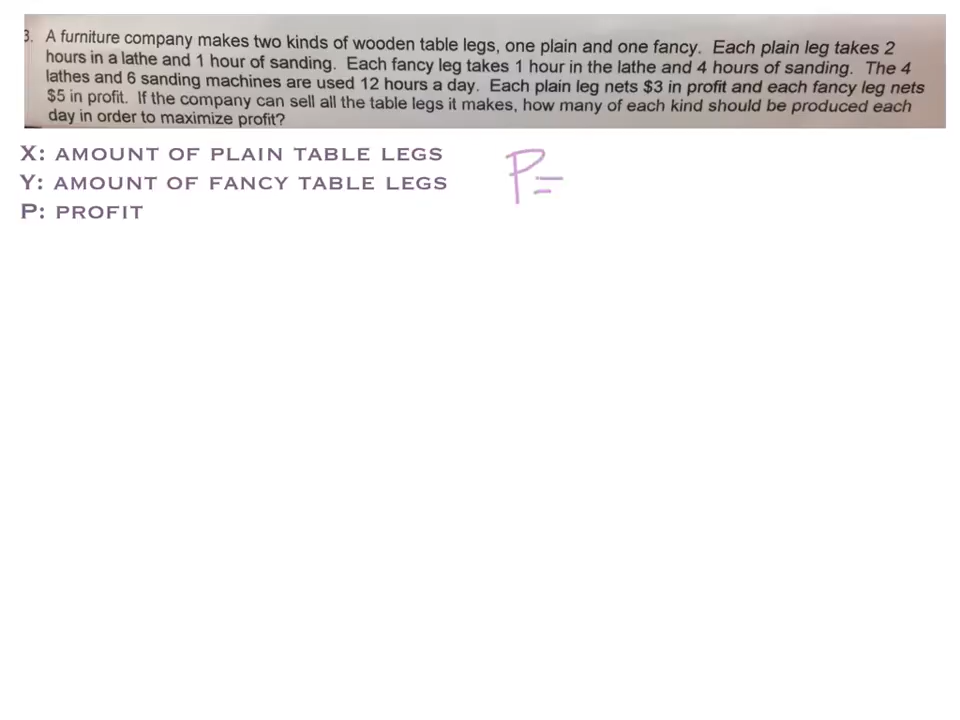 3. A furniture company makes two kinds of wooden table legs, one plain and one fancy. Each plain leg takes 2
hours in a lathe and 1 hour of sanding. Each fancy leg takes 1 hour in the lathe and 4 hours of sanding. The 4
lathes and 6 sanding machines are used 12 hours a day. Each plain leg nets $3 in profit and each fancy leg nets
$5 in profit. If the company can sell all the table legs it makes, how many of each kind should be produced each
day in order to maximize profit?
X: AMOUNT OF PLAIN TABLE LEGS
P=
Y: AMOUNT OF FANCY TABLE LEGS
P: PROFIT